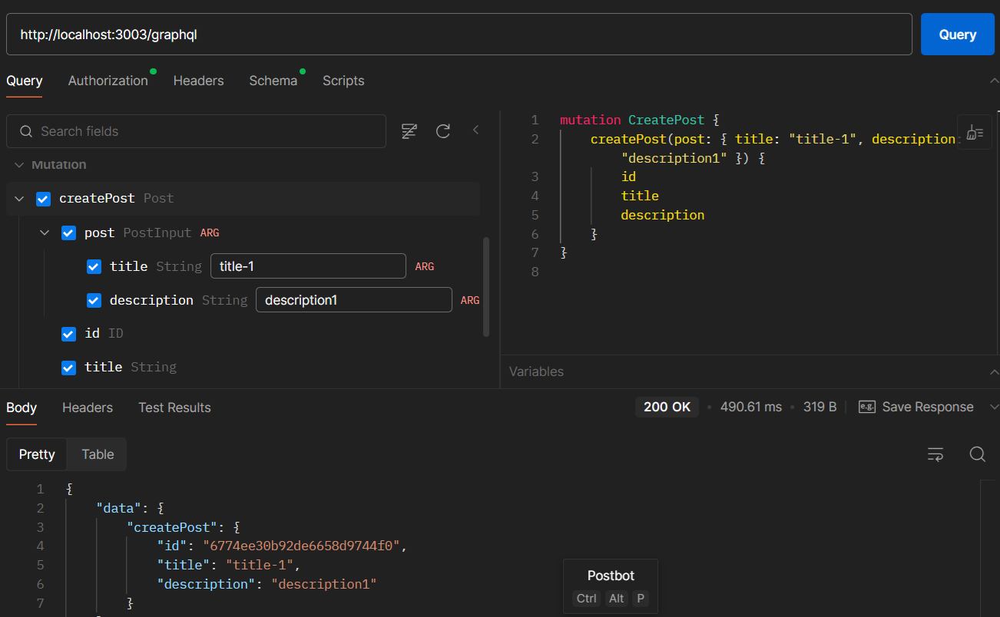 http://localhost:3003/graphql
Query
Query Authorization Headers Schema Scripts
Search fields
Mutation
createPost Post
post PostInput ARG
title String title-1 ARG
description String description1 ARG
id ID
title String
1 mutation CreatePost {
2 createPost(post: { title: "title-1", description:
"description1" }) {
3 id
4 title
5 description
6 }
7 }
8
Variables
Body Headers Test Results
200 OK • 490.61 ms • 319 B e.g. Save Response
Pretty Table
1 {
2 "data": {
3 "createPost": {
4 "id": "6774ee30b92de6658d9744f0",
5 "title": "title-1",
6 "description": "description1"
7 }
Postbot
Ctrl Alt P